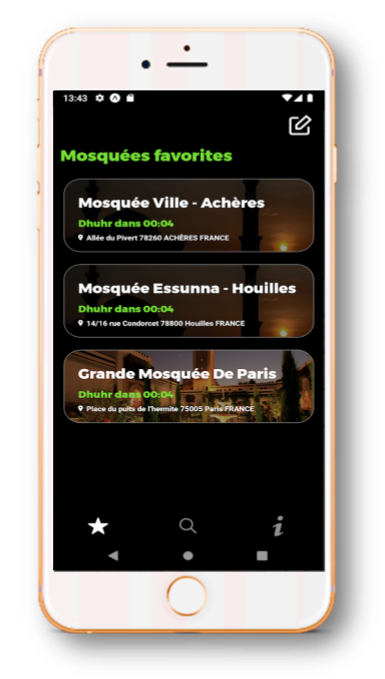 13:43
Mosquées favorites
Mosquée Ville - Achères
Dhuhr dans 00:04
Allée du Pivert 78260 ACHÈRES FRANCE
Mosquée Essunna - Houilles
Dhuhr dans 00:04
14/16 rue Condorcet 78800 Houilles FRANCE
Grande Mosquée De Paris
Dhuhr dans 00:04
Place du puits de l'hermite 75005 Paris FRANCE